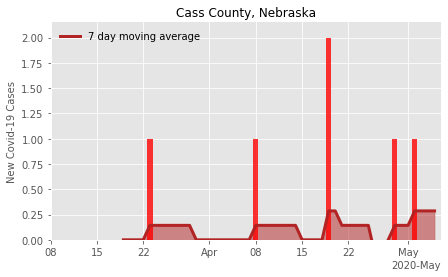 Cass County, Nebraska
7 day moving average
New Covid-19 Cases
2.00
1.75
1.50
1.25
1.00
0.75
0.50
0.25
0.00
08 15 22 Apr 08 15 22 May
2020-May